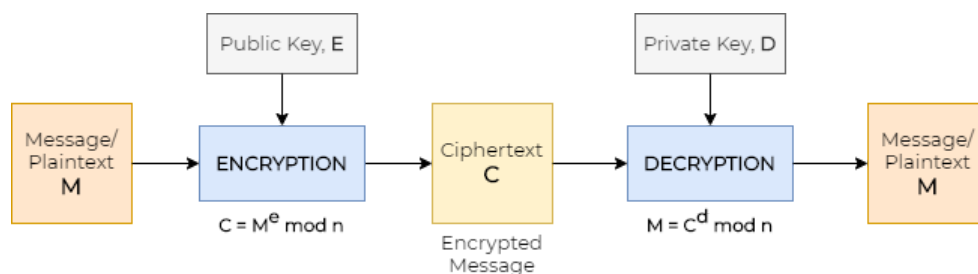 Public Key, E
Private Key, D
Message/
Plaintext
M
ENCRYPTION
Ciphertext
C
DECRYPTION
Message/
Plaintext
M
C = M^e mod n
M = C^d mod n
Encrypted
Message